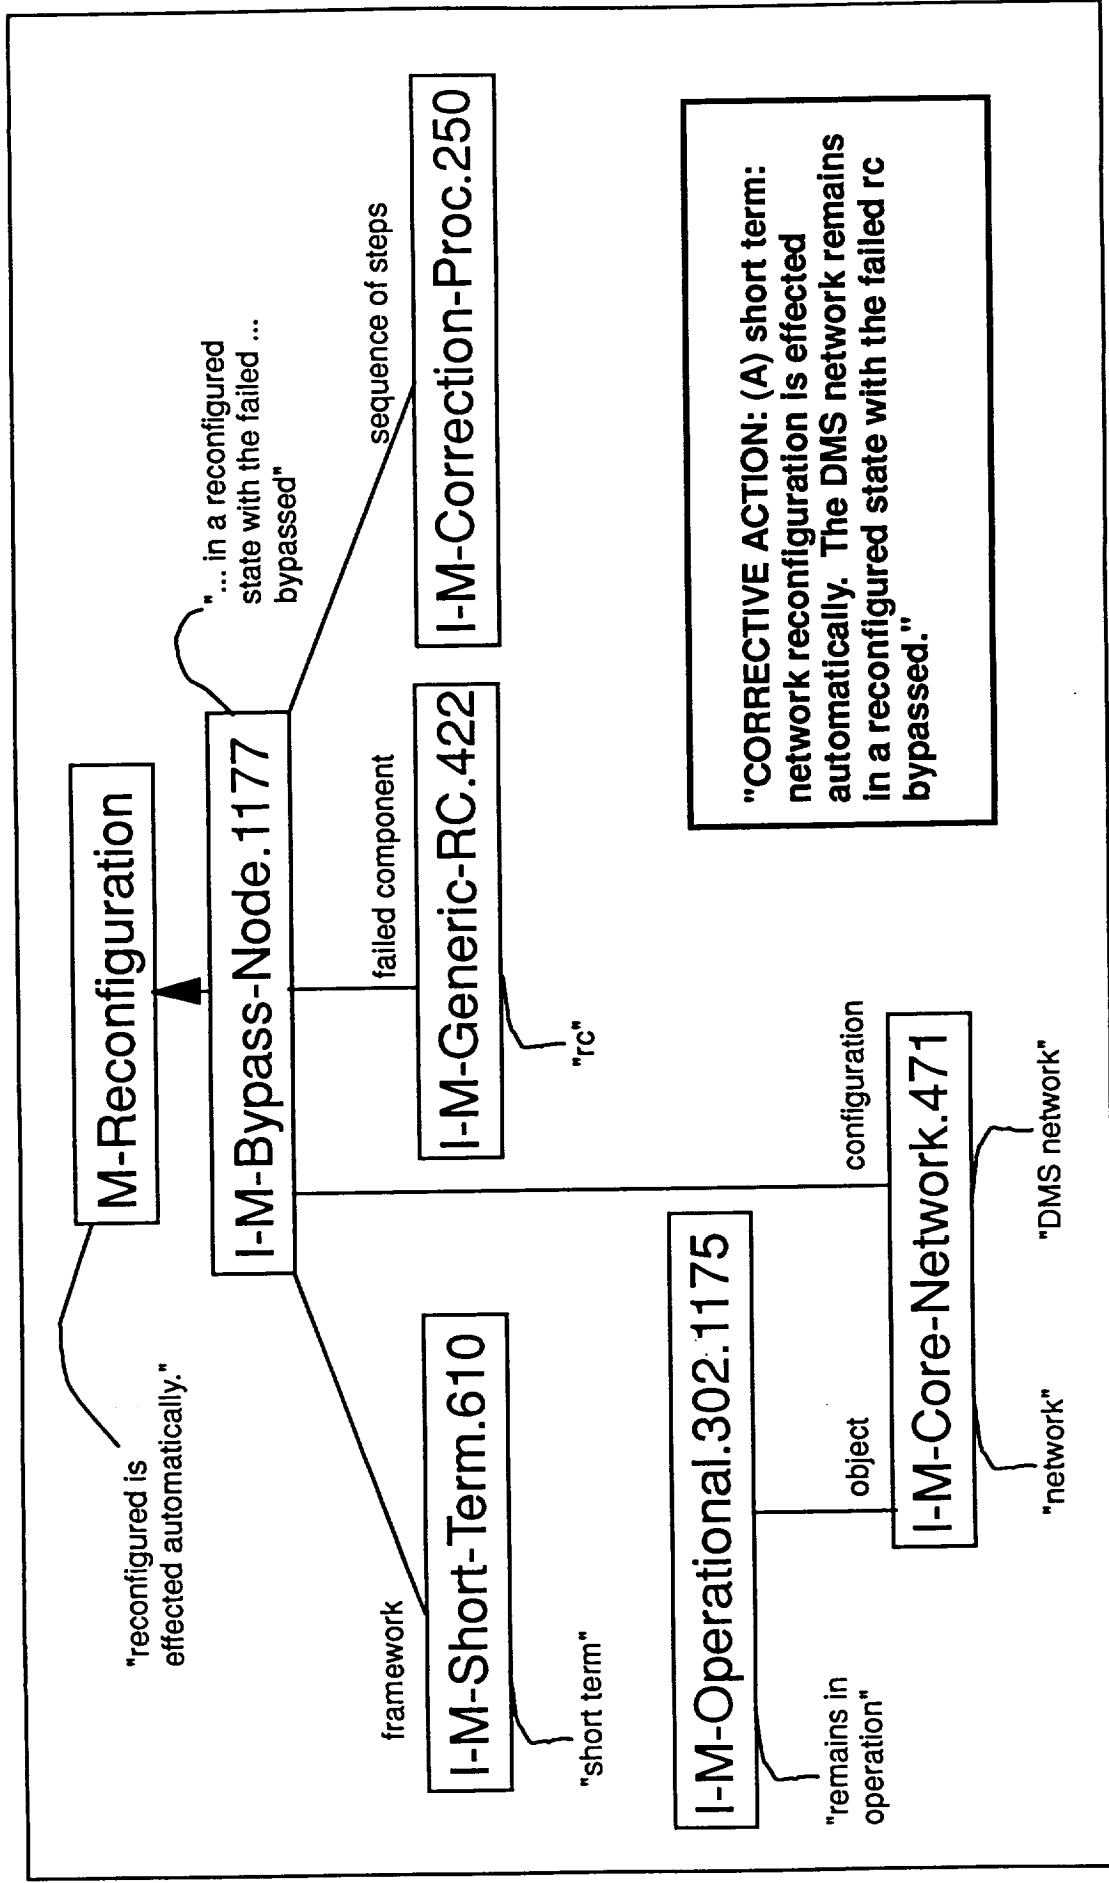 M-Reconfiguration
"reconfigured is
effected automatically."
I-M-Bypass-Node.1177
"... in a reconfigured
state with the failed ...
bypassed"
framework
failed component
sequence of steps
I-M-Short-Term.610
I-M-Generic-RC.422
I-M-Correction-Proc.250
"short term"
"rc"
I-M-Operational.302.1175
"remains in
operation"
object
configuration
I-M-Core-Network.471
"network"
"DMS network"
"CORRECTIVE ACTION: (A) short term:
network reconfiguration is effected
automatically. The DMS network remains
in a reconfigured state with the failed rc
bypassed."